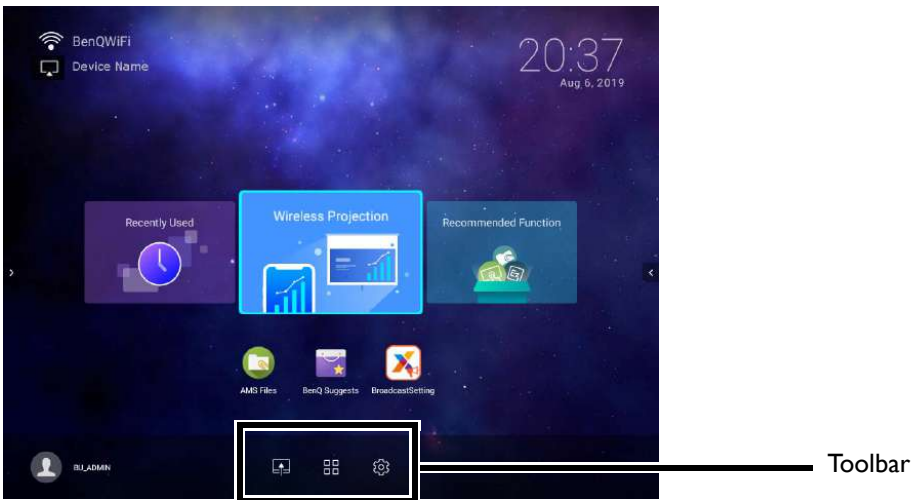 BenQWiFi
Device Name
20:37
Aug 6, 2019
Recently Used
Wireless Projection
Recommended Function
AMS Files
BenQ Suggests
BroadcastSetting
BU_ADMIN
Toolbar